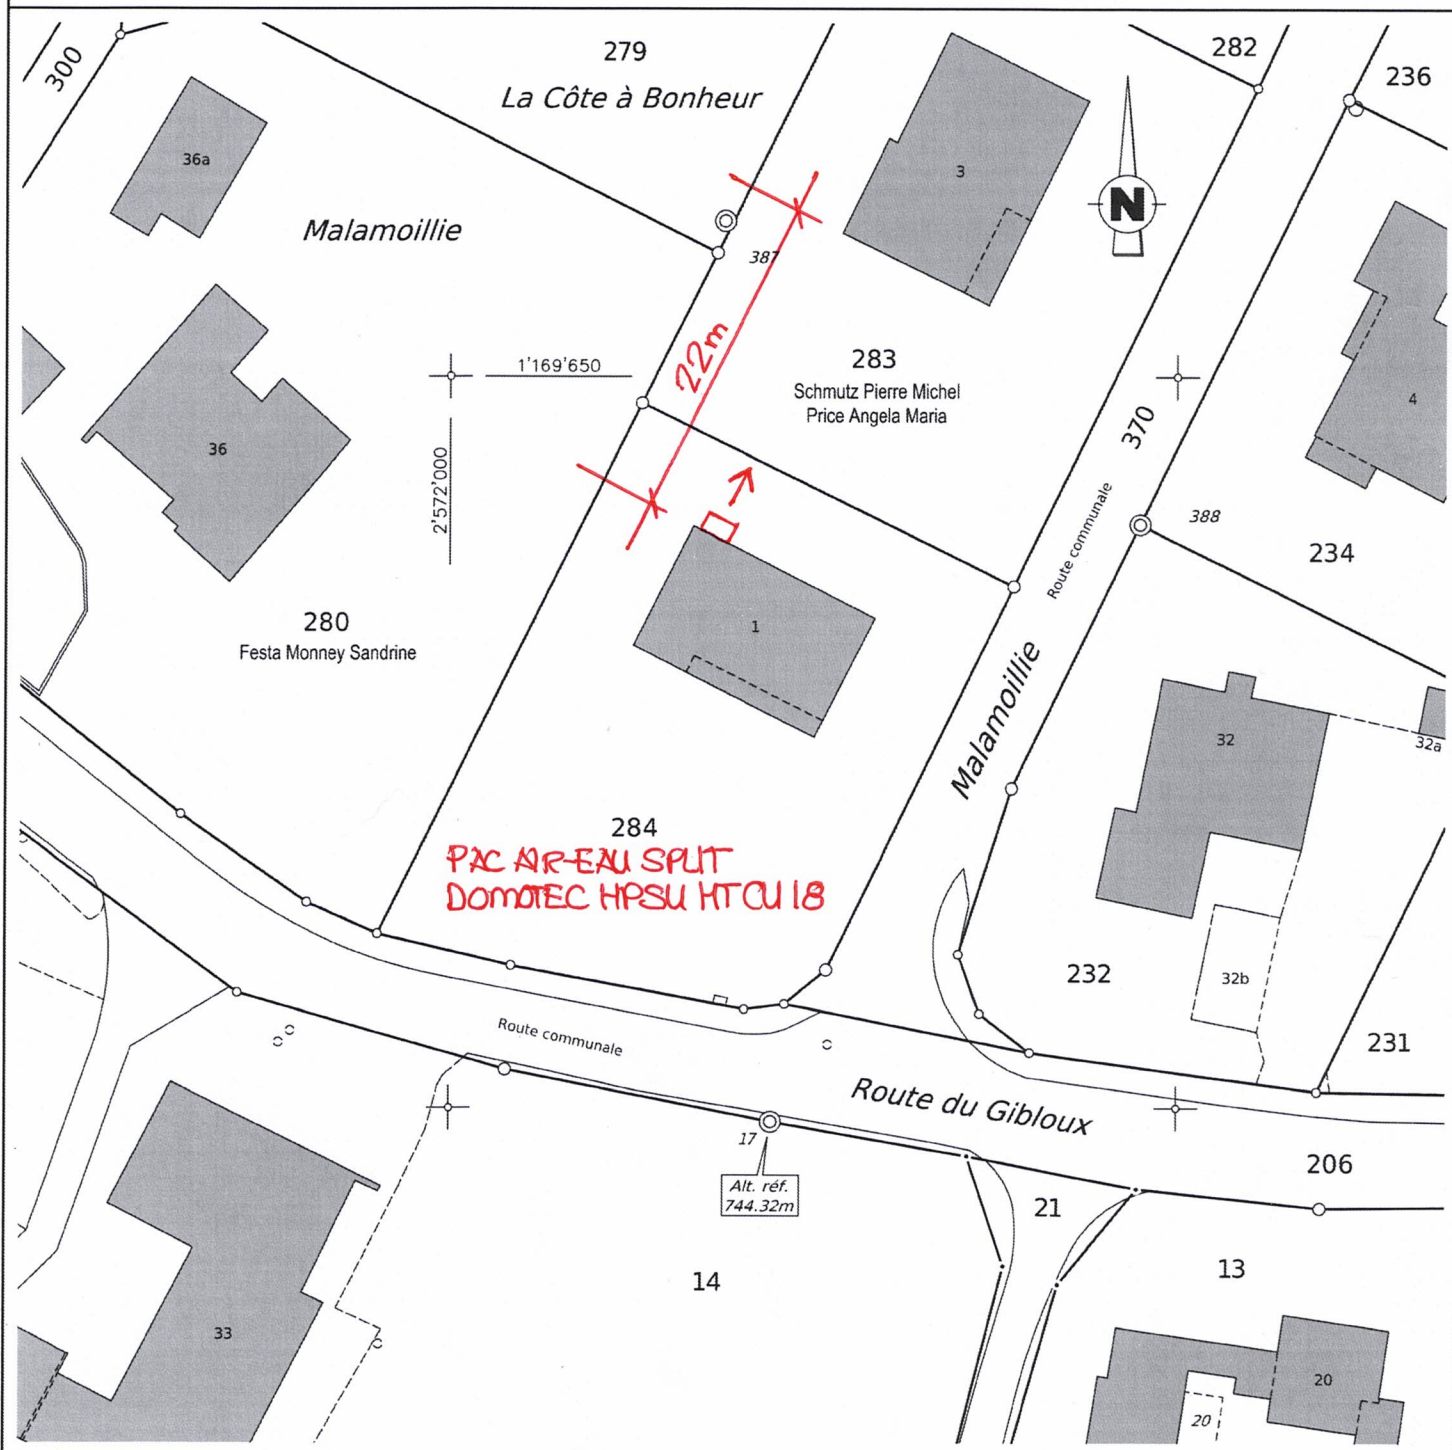 300
279
282
236
La Côte à Bonheur
36a
3
N
Malamoillie
387
22m
1'169'650
283
Schmutz Pierre Michel
Price Angela Maria
370
4
36
2'572'000
Route communale
388
234
280
Festa Monney Sandrine
1
Malamoillie
32
32a
284
PAC AIR-EAU SPLIT
DOMOTEC HPSU HT CU 18
232
32b
231
Route communale
Route du Gibloux
17
Alt. réf.
744.32m
206
21
14
13
33
20
20